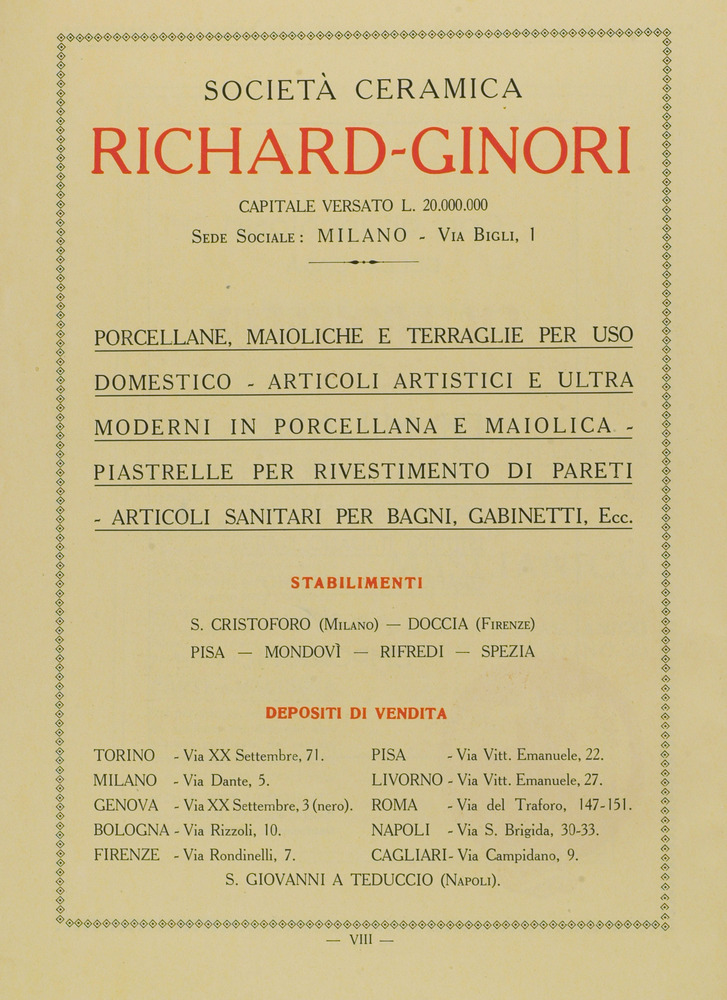 SOCIETÀ CERAMICA
RICHARD-GINORI
CAPITALE VERSATO L. 20.000.000
SEDE SOCIALE: MILANO - VIA BIGLI, 1
PORCELLANE, MAIOLICHE E TERRAGLIE PER USO
DOMESTICO - ARTICOLI ARTISTICI E ULTRA
MODERNI IN PORCELLANA E MAIOLICA -
PIASTRELLE PER RIVESTIMENTO DI PARETI
- ARTICOLI SANITARI PER BAGNI, GABINETTI, Ecc.
STABILIMENTI
S. CRISTOFORO (MILANO) — DOCCIA (FIRENZE)
PISA — MONDOVÌ — RIFREDI — SPEZIA
DEPOSITI DI VENDITA
TORINO - Via XX Settembre, 71.
MILANO - Via Dante, 5.
GENOVA - Via XX Settembre, 3 (nero).
BOLOGNA - Via Rizzoli, 10.
FIRENZE - Via Rondinelli, 7.
PISA - Via Vitt. Emanuele, 22.
LIVORNO - Via Vitt. Emanuele, 27.
ROMA - Via del Traforo, 147-151.
NAPOLI - Via S. Brigida, 30-33.
CAGLIARI - Via Campidano, 9.
S. GIOVANNI A TEDUCCIO (NAPOLI).
— VIII —